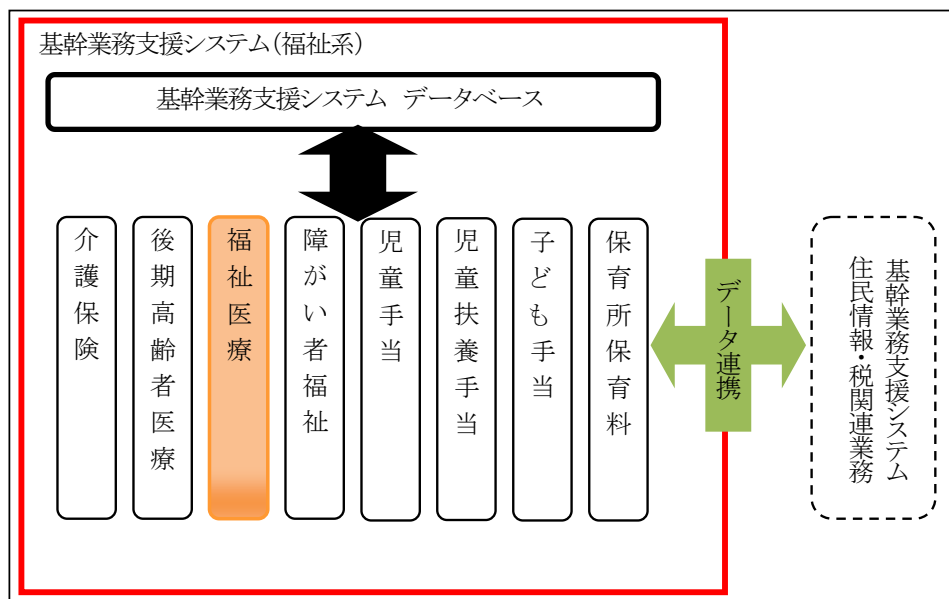 基幹業務支援システム(福祉系)
基幹業務支援システム データベース
介護保険
後期高齢者医療
福祉医療
障がい者福祉
児童手当
児童扶養手当
子ども手当
保育所保育料
データ連携
基幹業務支援システム
住民情報・税関連業務